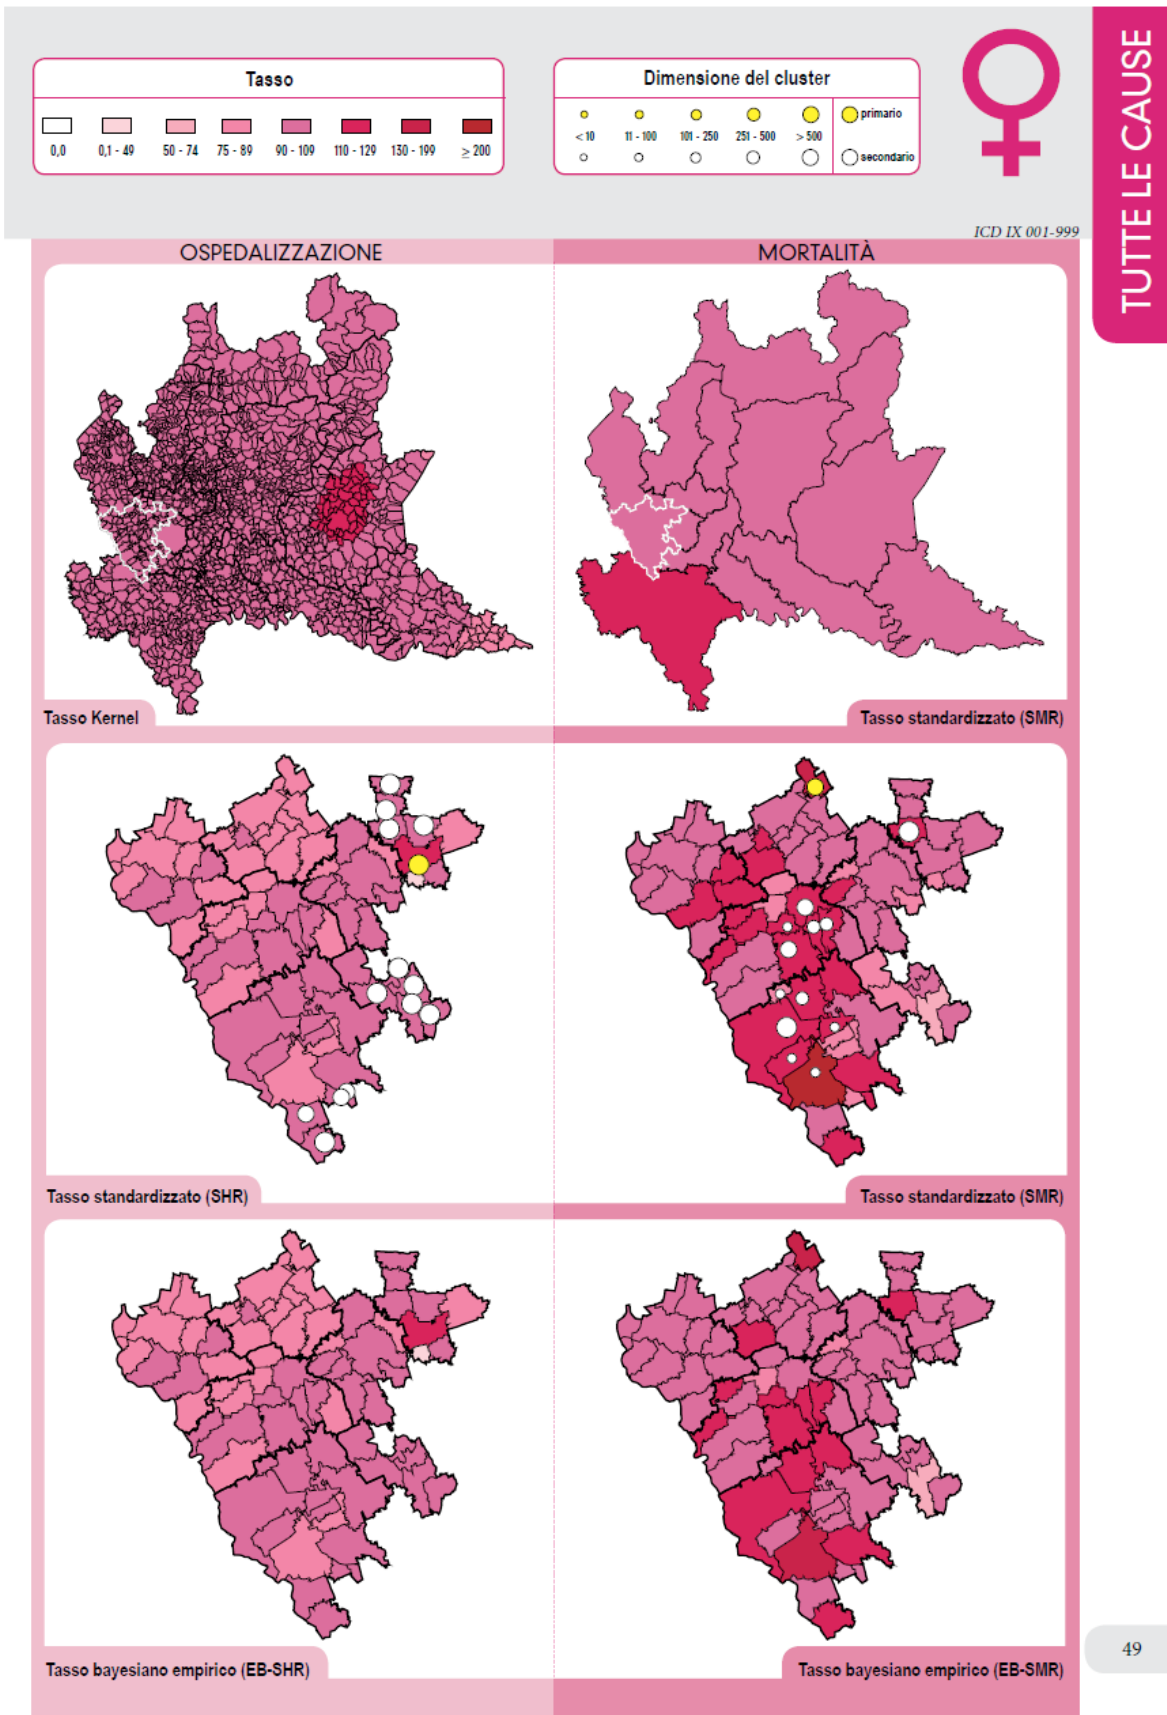 TUTTE LE CAUSE
Tasso
0,0 0,1 - 49 50 - 74 75 - 89 90 - 109 110 - 129 130 - 199 ≥ 200
Dimensione del cluster
primario
< 10 11 - 100 101 - 250 251 - 500 > 500
secondario
ICD IX 001-999
OSPEDALIZZAZIONE
MORTALITÀ
Tasso Kernel
Tasso standardizzato (SMR)
Tasso standardizzato (SHR)
Tasso standardizzato (SMR)
Tasso bayesiano empirico (EB-SHR)
Tasso bayesiano empirico (EB-SMR)
49